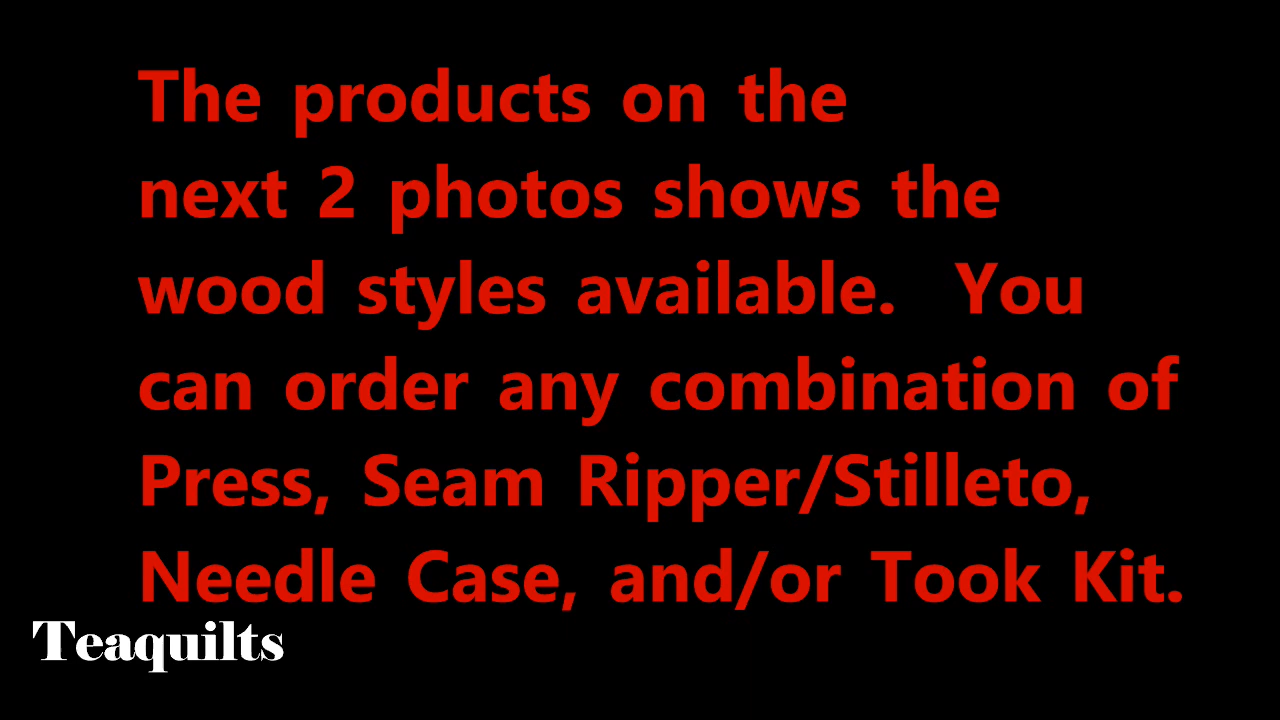 The products on the
next 2 photos shows the
wood styles available.  You
can order any combination of
Press, Seam Ripper/Stilleto,
Needle Case, and/or Took Kit.
Teaquilts